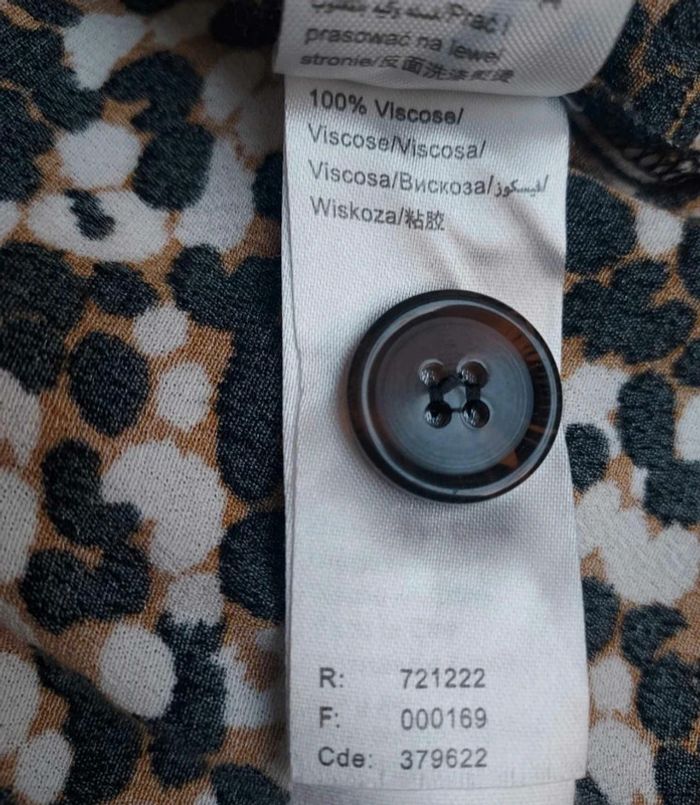 /Prać i
prasować na lewej
stronie/反面洗涤熨烫
100% Viscose/
Viscose/Viscosa/
Viscosa/Вискоза/فيسكوز/
Wiskoza/粘胶
R: 721222
F: 000169
Cde: 379622